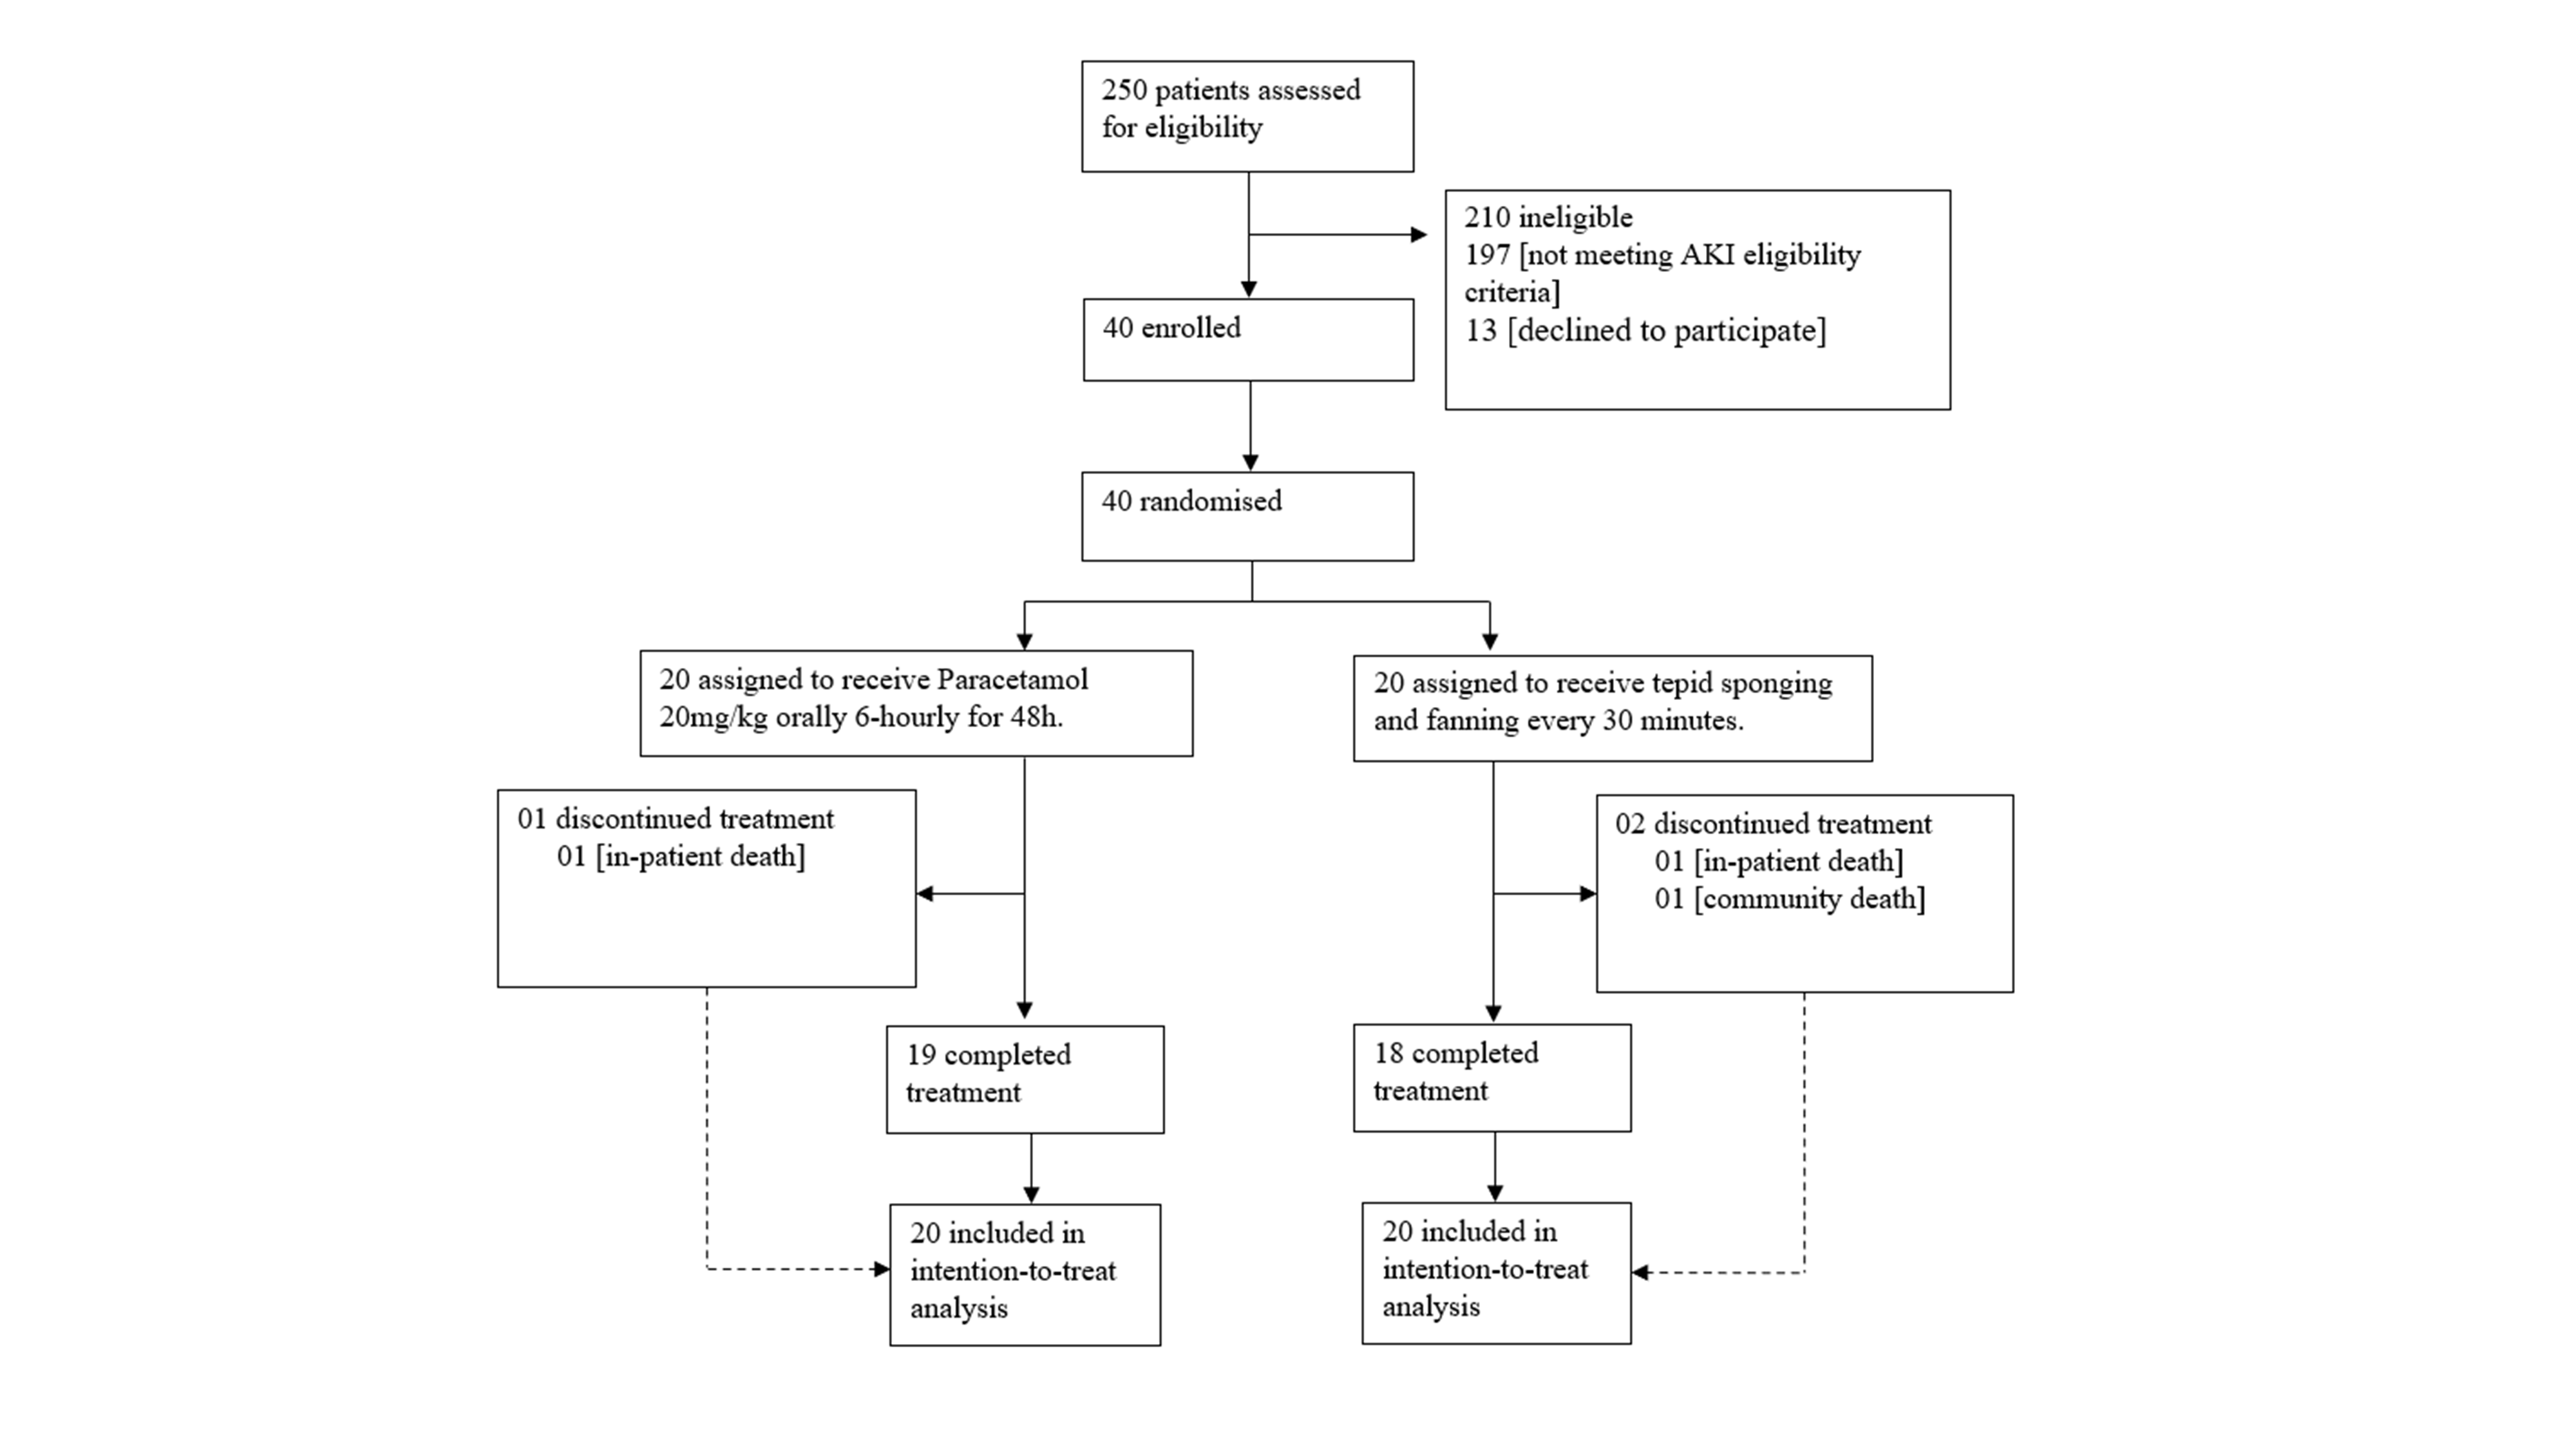 250 patients assessed
for eligibility
210 ineligible
197 [not meeting AKI eligibility
criteria]
13 [declined to participate]
40 enrolled
40 randomised
20 assigned to receive Paracetamol
20mg/kg orally 6-hourly for 48h.
20 assigned to receive tepid sponging
and fanning every 30 minutes.
01 discontinued treatment
01 [in-patient death]
02 discontinued treatment
01 [in-patient death]
01 [community death]
19 completed
treatment
18 completed
treatment
20 included in
intention-to-treat
analysis
20 included in
intention-to-treat
analysis